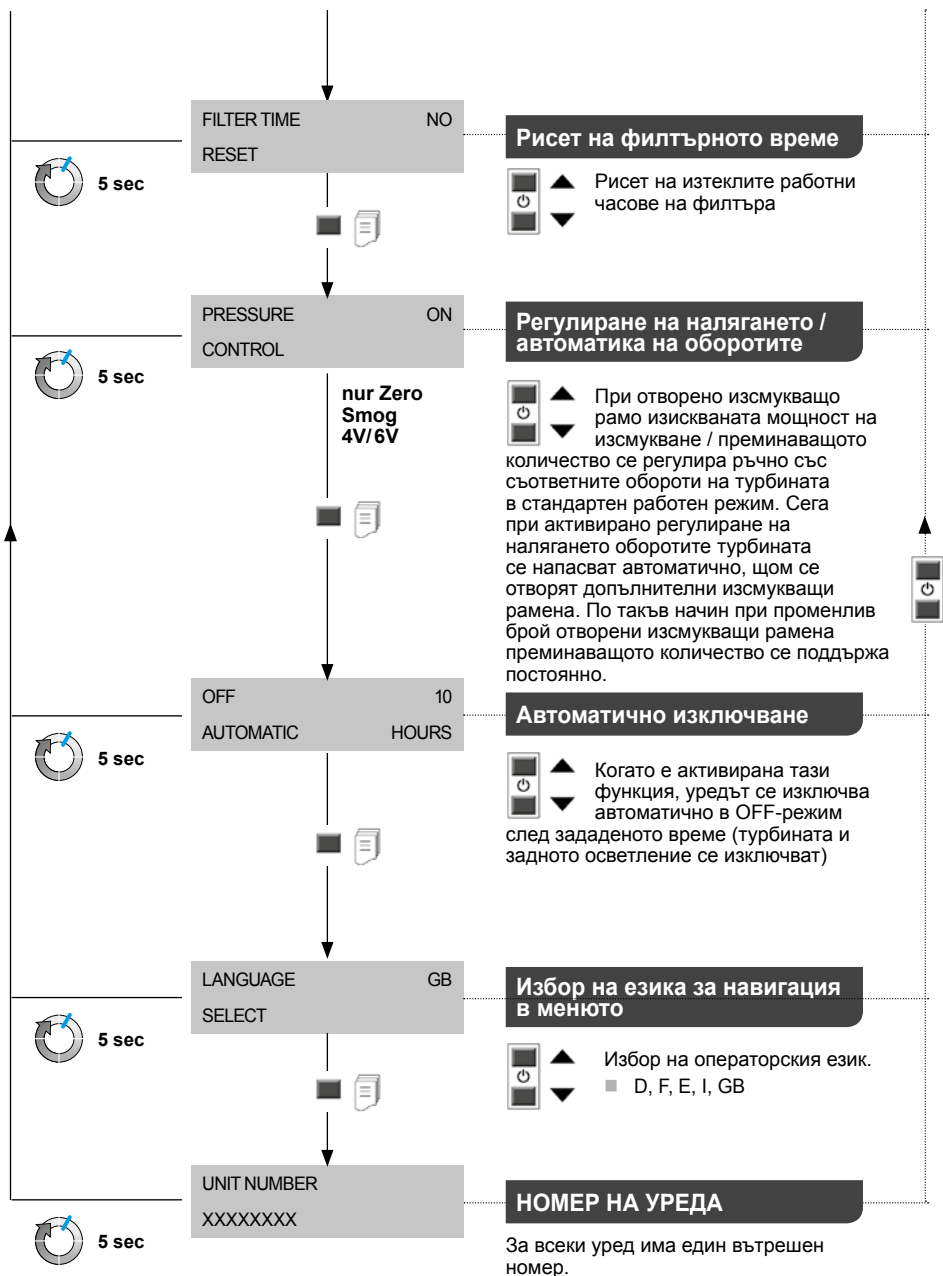 FILTER TIME NO
RESET
5 sec
Рисет на филтърното време
Рисет на изтеклите работни
часове на филтъра
PRESSURE ON
CONTROL
5 sec
nur Zero
Smog
4V/6V
Регулиране на налягането /
автоматика на оборотите
При отворено изсмукващо
рамо изискваната мощност на
изсмукване / преминаващото
количество се регулира ръчно със
съответните обороти на турбината
в стандартен работен режим. Сега
при активирано регулиране на
налягането оборотите турбината
се напасват автоматично, щом се
отворят допълнителни изсмукващи
рамена. По такъв начин при променлив
брой отворени изсмукващи рамена
преминаващото количество се поддържа
постоянно.
OFF 10
AUTOMATIC HOURS
5 sec
Автоматично изключване
Когато е активирана тази
функция, уредът се изключва
автоматично в OFF-режим
след зададеното време (турбината и
задното осветление се изключват)
LANGUAGE GB
SELECT
5 sec
Избор на езика за навигация
в менюто
Избор на операторския език.
D, F, E, I, GB
UNIT NUMBER
XXXXXXXX
5 sec
НОМЕР НА УРЕДА
За всеки уред има един вътрешен
номер.